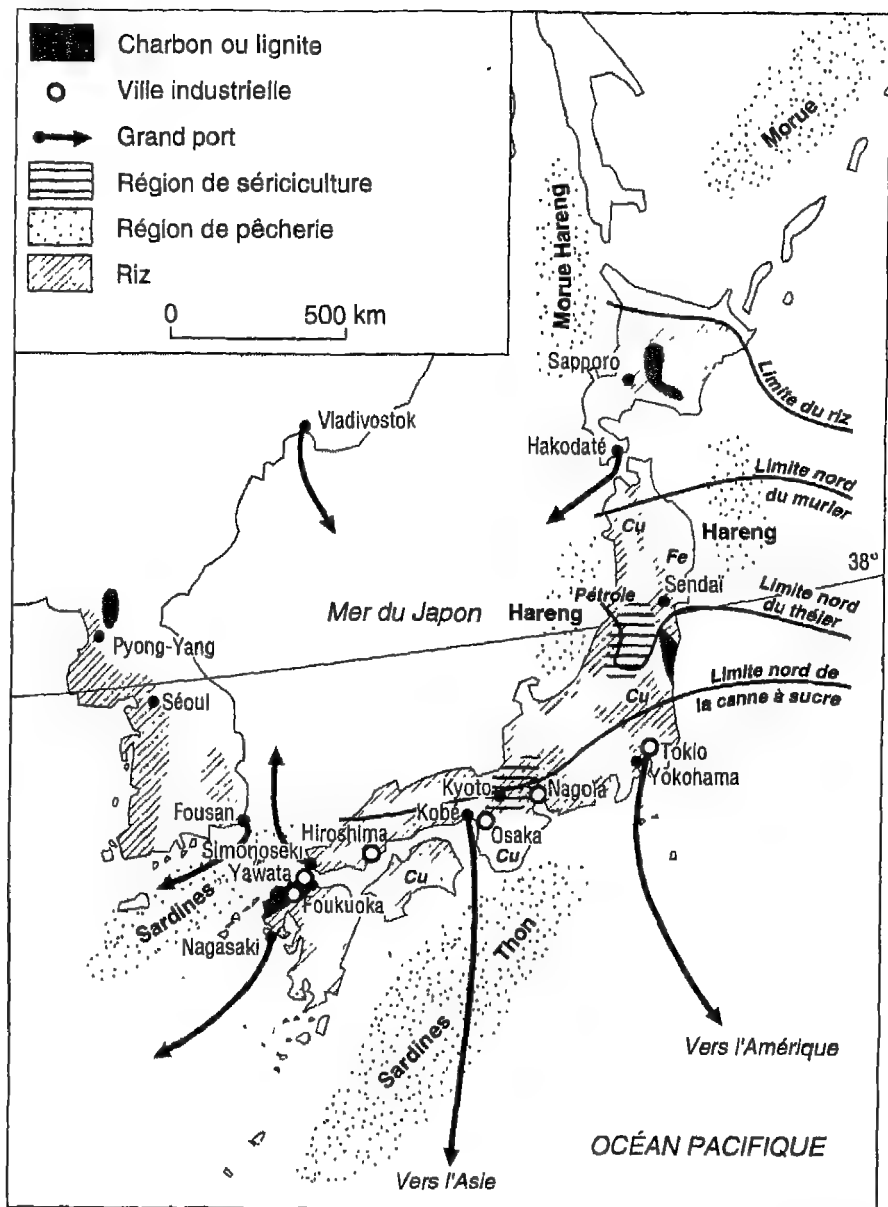 Charbon ou lignite
Ville industrielle
Grand port
Région de sériciculture
Région de pêcherie
Riz
0 500 km
Morue
Morue Hareng
Sapporo
Limite du riz
Vladivostok
Hakodaté
Limite nord
du murier
Cu
Hareng
Fe
38°
Sendaï
Pétrole
Mer du Japon
Hareng
Limite nord
du théier
Pyong-Yang
Limite nord de
la canne à sucre
Cu
Séoul
Tokio
Yokohama
Kyoto
Nagoïa
Kobé
Fousan
Hiroshima
Osaka
Simonoseki
Cu
Yawata
Cu
Foukuoka
Sardines
Thon
Nagasaki
Sardines
Vers l'Amérique
OCÉAN PACIFIQUE
Vers l'Asie